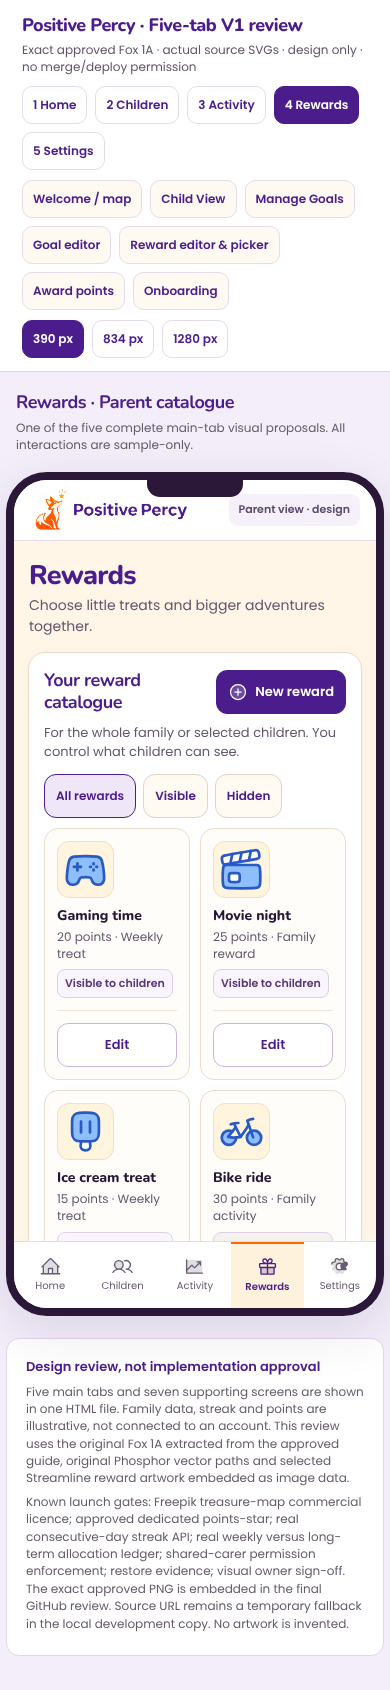 Positive Percy · Five-tab V1 review
Exact approved Fox 1A · actual source SVGs · design only ·
no merge/deploy permission
1 Home
2 Children
3 Activity
4 Rewards
5 Settings
Welcome / map
Child View
Manage Goals
Goal editor
Reward editor & picker
Award points
Onboarding
390 px
834 px
1280 px
Rewards · Parent catalogue
One of the five complete main-tab visual proposals. All
interactions are sample-only.
Positive Percy
Parent view · design
Rewards
Choose little treats and bigger adventures
together.
Your reward
catalogue
New reward
For the whole family or selected children. You
control what children can see.
All rewards
Visible
Hidden
Gaming time
20 points · Weekly
treat
Visible to children
Edit
Movie night
25 points · Family
reward
Visible to children
Edit
Ice cream treat
15 points · Weekly
treat
Bike ride
30 points · Family
activity
Home
Children
Activity
Rewards
Settings
Design review, not implementation approval
Five main tabs and seven supporting screens are shown
in one HTML file. Family data, streak and points are
illustrative, not connected to an account. This review
uses the original Fox 1A extracted from the approved
guide, original Phosphor vector paths and selected
Streamline reward artwork embedded as image data.
Known launch gates: Freepik treasure-map commercial
licence; approved dedicated points-star; real
consecutive-day streak API; real weekly versus long-
term allocation ledger; shared-carer permission
enforcement; restore evidence; visual owner sign-off.
The exact approved PNG is embedded in the final
GitHub review. Source URL remains a temporary fallback
in the local development copy. No artwork is invented.